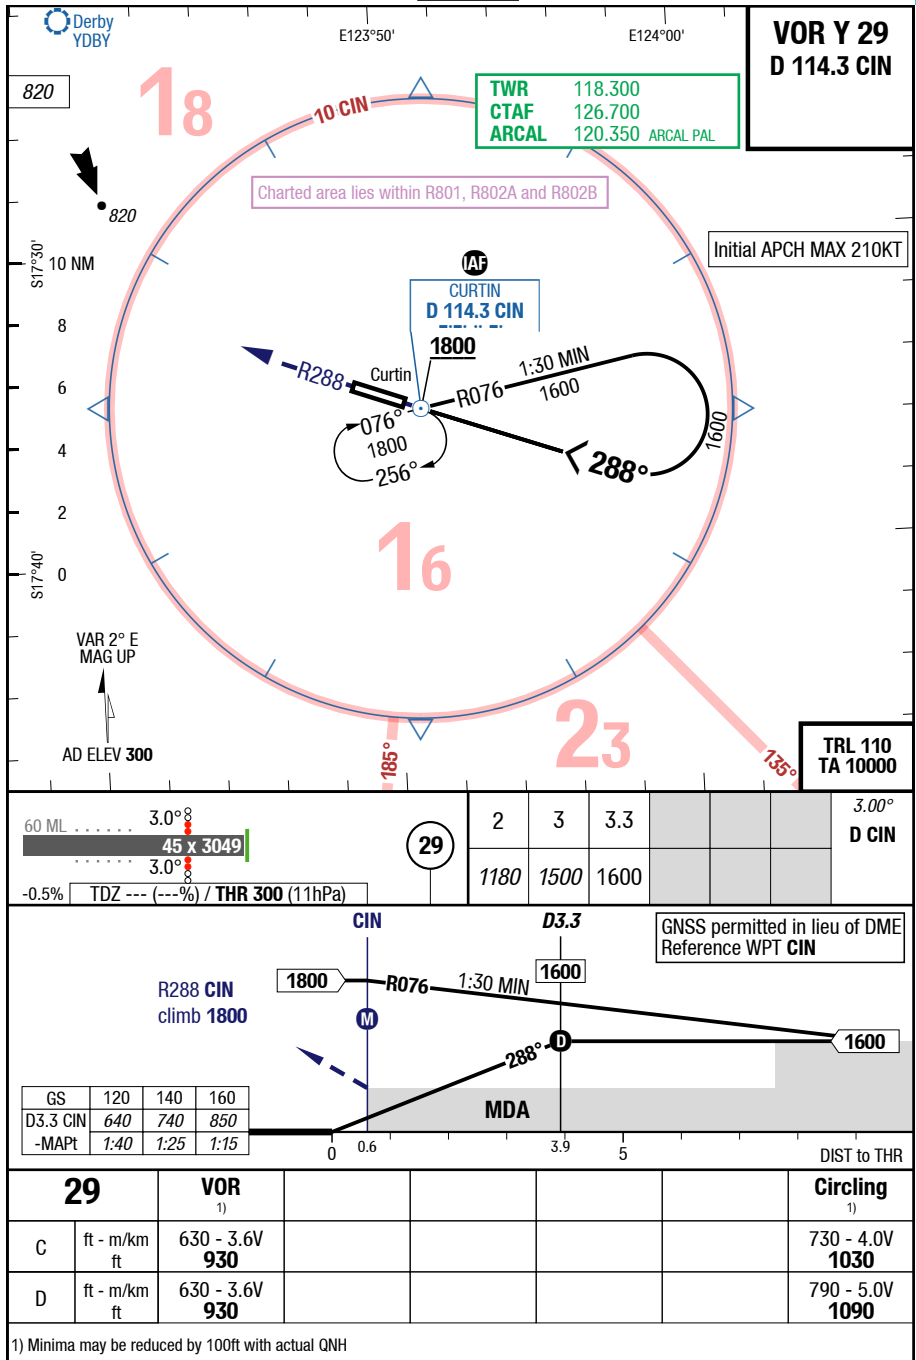 Derby
YDBY
E123°50'
E124°00'
VOR Y 29
D 114.3 CIN
820
18
10 CIN
TWR 118.300
CTAF 126.700
ARCAL 120.350 ARCAL PAL
Charted area lies within R801, R802A and R802B
820
S17°30'
10 NM
Initial APCH MAX 210KT
IAF
CURTIN
D 114.3 CIN
8
1800
R288
Curtin
R076
1:30 MIN
1600
1600
6
076°
1800
256°
288°
4
2
16
S17°40'
0
VAR 2° E
MAG UP
AD ELEV 300
23
185°
135°
TRL 110
TA 10000
60 ML
3.0°
45 x 3049
3.0°
-0.5%
TDZ --- (---%) / THR 300 (11hPa)
29
2 3 3.3
1180 1500 1600
3.00°
D CIN
CIN
D3.3
GNSS permitted in lieu of DME
Reference WPT CIN
R288 CIN
climb 1800
1800
R076
1:30 MIN
1600
M
288°
D
1600
MDA
GS 120 140 160
D3.3 CIN 640 740 850
-MAPt 1:40 1:25 1:15
0 0.6 3.9 5
DIST to THR
29 VOR Circling
1) 1)
C ft - m/km 630 - 3.6V 730 - 4.0V
ft 930 1030
D ft - m/km 630 - 3.6V 790 - 5.0V
ft 930 1090
1) Minima may be reduced by 100ft with actual QNH